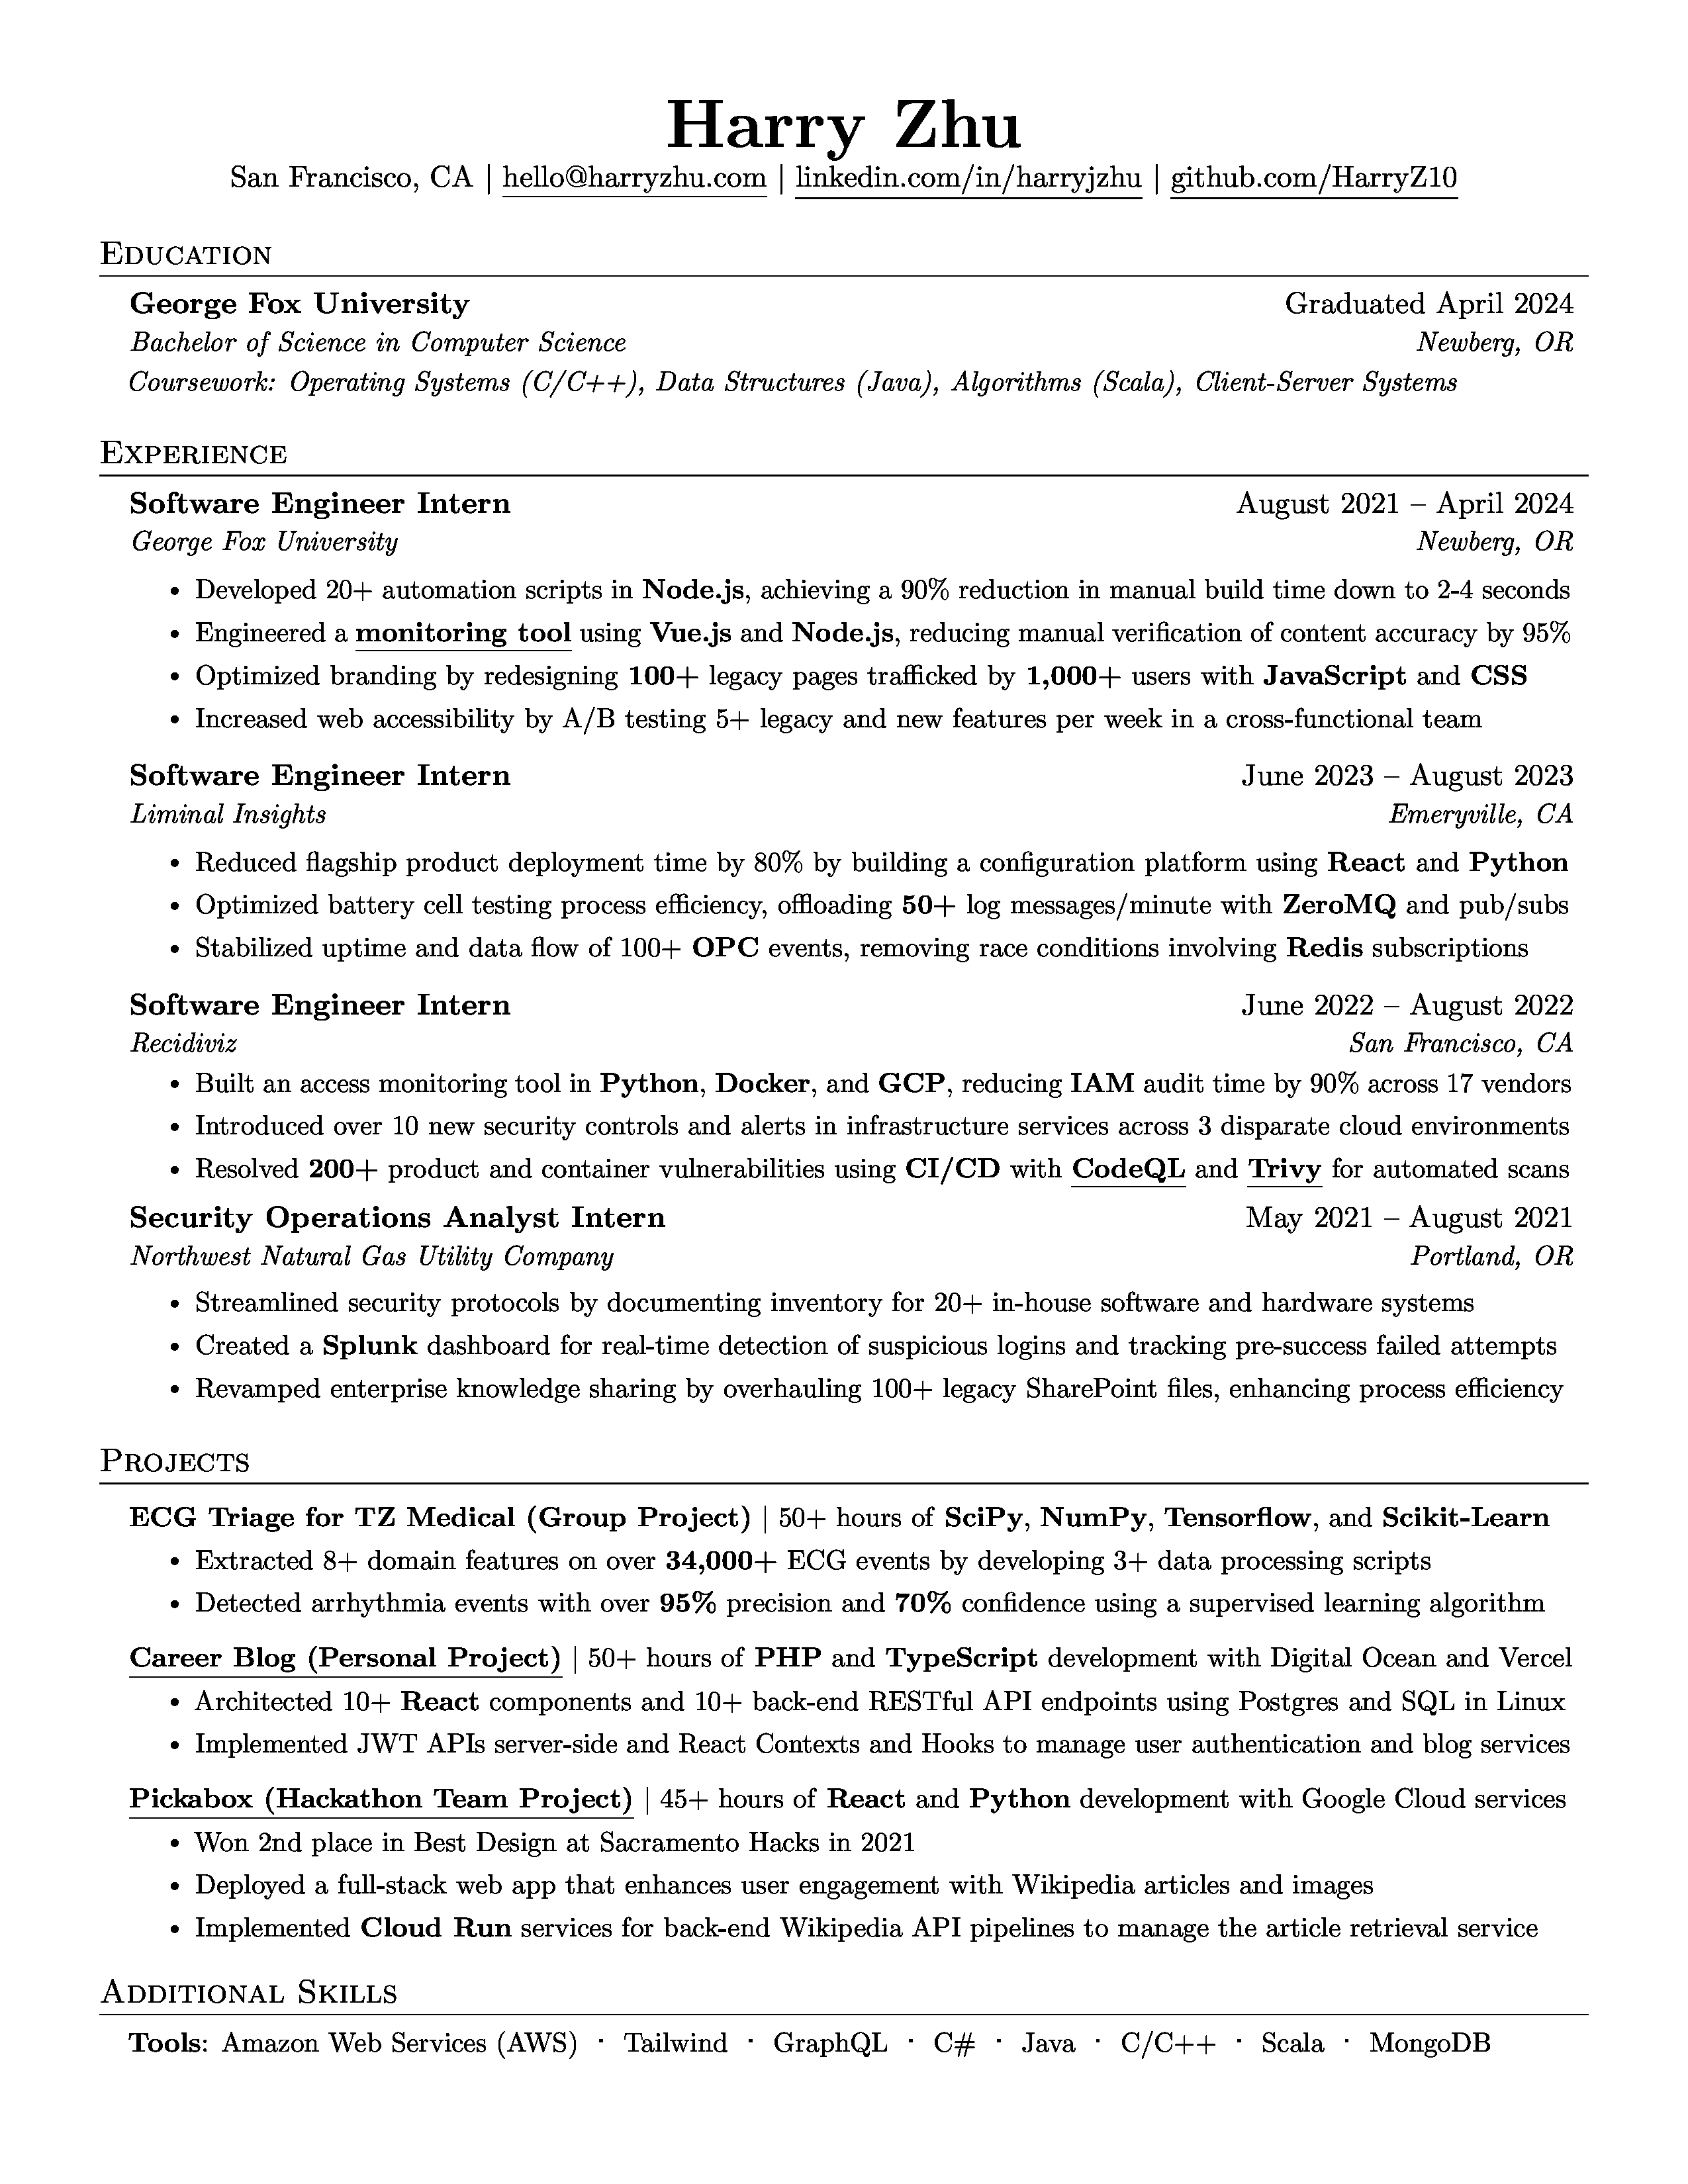 Harry Zhu
San Francisco, CA | hello@harryzhu.com | linkedin.com/in/harryjzhu | github.com/HarryZ10
Education
George Fox University Graduated April 2024
Bachelor of Science in Computer Science Newberg, OR
Coursework: Operating Systems (C/C++), Data Structures (Java), Algorithms (Scala), Client-Server Systems
Experience
Software Engineer Intern August 2021 – April 2024
George Fox University Newberg, OR
• Developed 20+ automation scripts in Node.js, achieving a 90% reduction in manual build time down to 2-4 seconds
• Engineered a monitoring tool using Vue.js and Node.js, reducing manual verification of content accuracy by 95%
• Optimized branding by redesigning 100+ legacy pages trafficked by 1,000+ users with JavaScript and CSS
• Increased web accessibility by A/B testing 5+ legacy and new features per week in a cross-functional team
Software Engineer Intern June 2023 – August 2023
Liminal Insights Emeryville, CA
• Reduced flagship product deployment time by 80% by building a configuration platform using React and Python
• Optimized battery cell testing process efficiency, offloading 50+ log messages/minute with ZeroMQ and pub/subs
• Stabilized uptime and data flow of 100+ OPC events, removing race conditions involving Redis subscriptions
Software Engineer Intern June 2022 – August 2022
Recidiviz San Francisco, CA
• Built an access monitoring tool in Python, Docker, and GCP, reducing IAM audit time by 90% across 17 vendors
• Introduced over 10 new security controls and alerts in infrastructure services across 3 disparate cloud environments
• Resolved 200+ product and container vulnerabilities using CI/CD with CodeQL and Trivy for automated scans
Security Operations Analyst Intern May 2021 – August 2021
Northwest Natural Gas Utility Company Portland, OR
• Streamlined security protocols by documenting inventory for 20+ in-house software and hardware systems
• Created a Splunk dashboard for real-time detection of suspicious logins and tracking pre-success failed attempts
• Revamped enterprise knowledge sharing by overhauling 100+ legacy SharePoint files, enhancing process efficiency
Projects
ECG Triage for TZ Medical (Group Project) | 50+ hours of SciPy, NumPy, Tensorflow, and Scikit-Learn
• Extracted 8+ domain features on over 34,000+ ECG events by developing 3+ data processing scripts
• Detected arrhythmia events with over 95% precision and 70% confidence using a supervised learning algorithm
Career Blog (Personal Project) | 50+ hours of PHP and TypeScript development with Digital Ocean and Vercel
• Architected 10+ React components and 10+ back-end RESTful API endpoints using Postgres and SQL in Linux
• Implemented JWT APIs server-side and React Contexts and Hooks to manage user authentication and blog services
Pickabox (Hackathon Team Project) | 45+ hours of React and Python development with Google Cloud services
• Won 2nd place in Best Design at Sacramento Hacks in 2021
• Deployed a full-stack web app that enhances user engagement with Wikipedia articles and images
• Implemented Cloud Run services for back-end Wikipedia API pipelines to manage the article retrieval service
Additional Skills
Tools: Amazon Web Services (AWS) · Tailwind · GraphQL · C# · Java · C/C++ · Scala · MongoDB